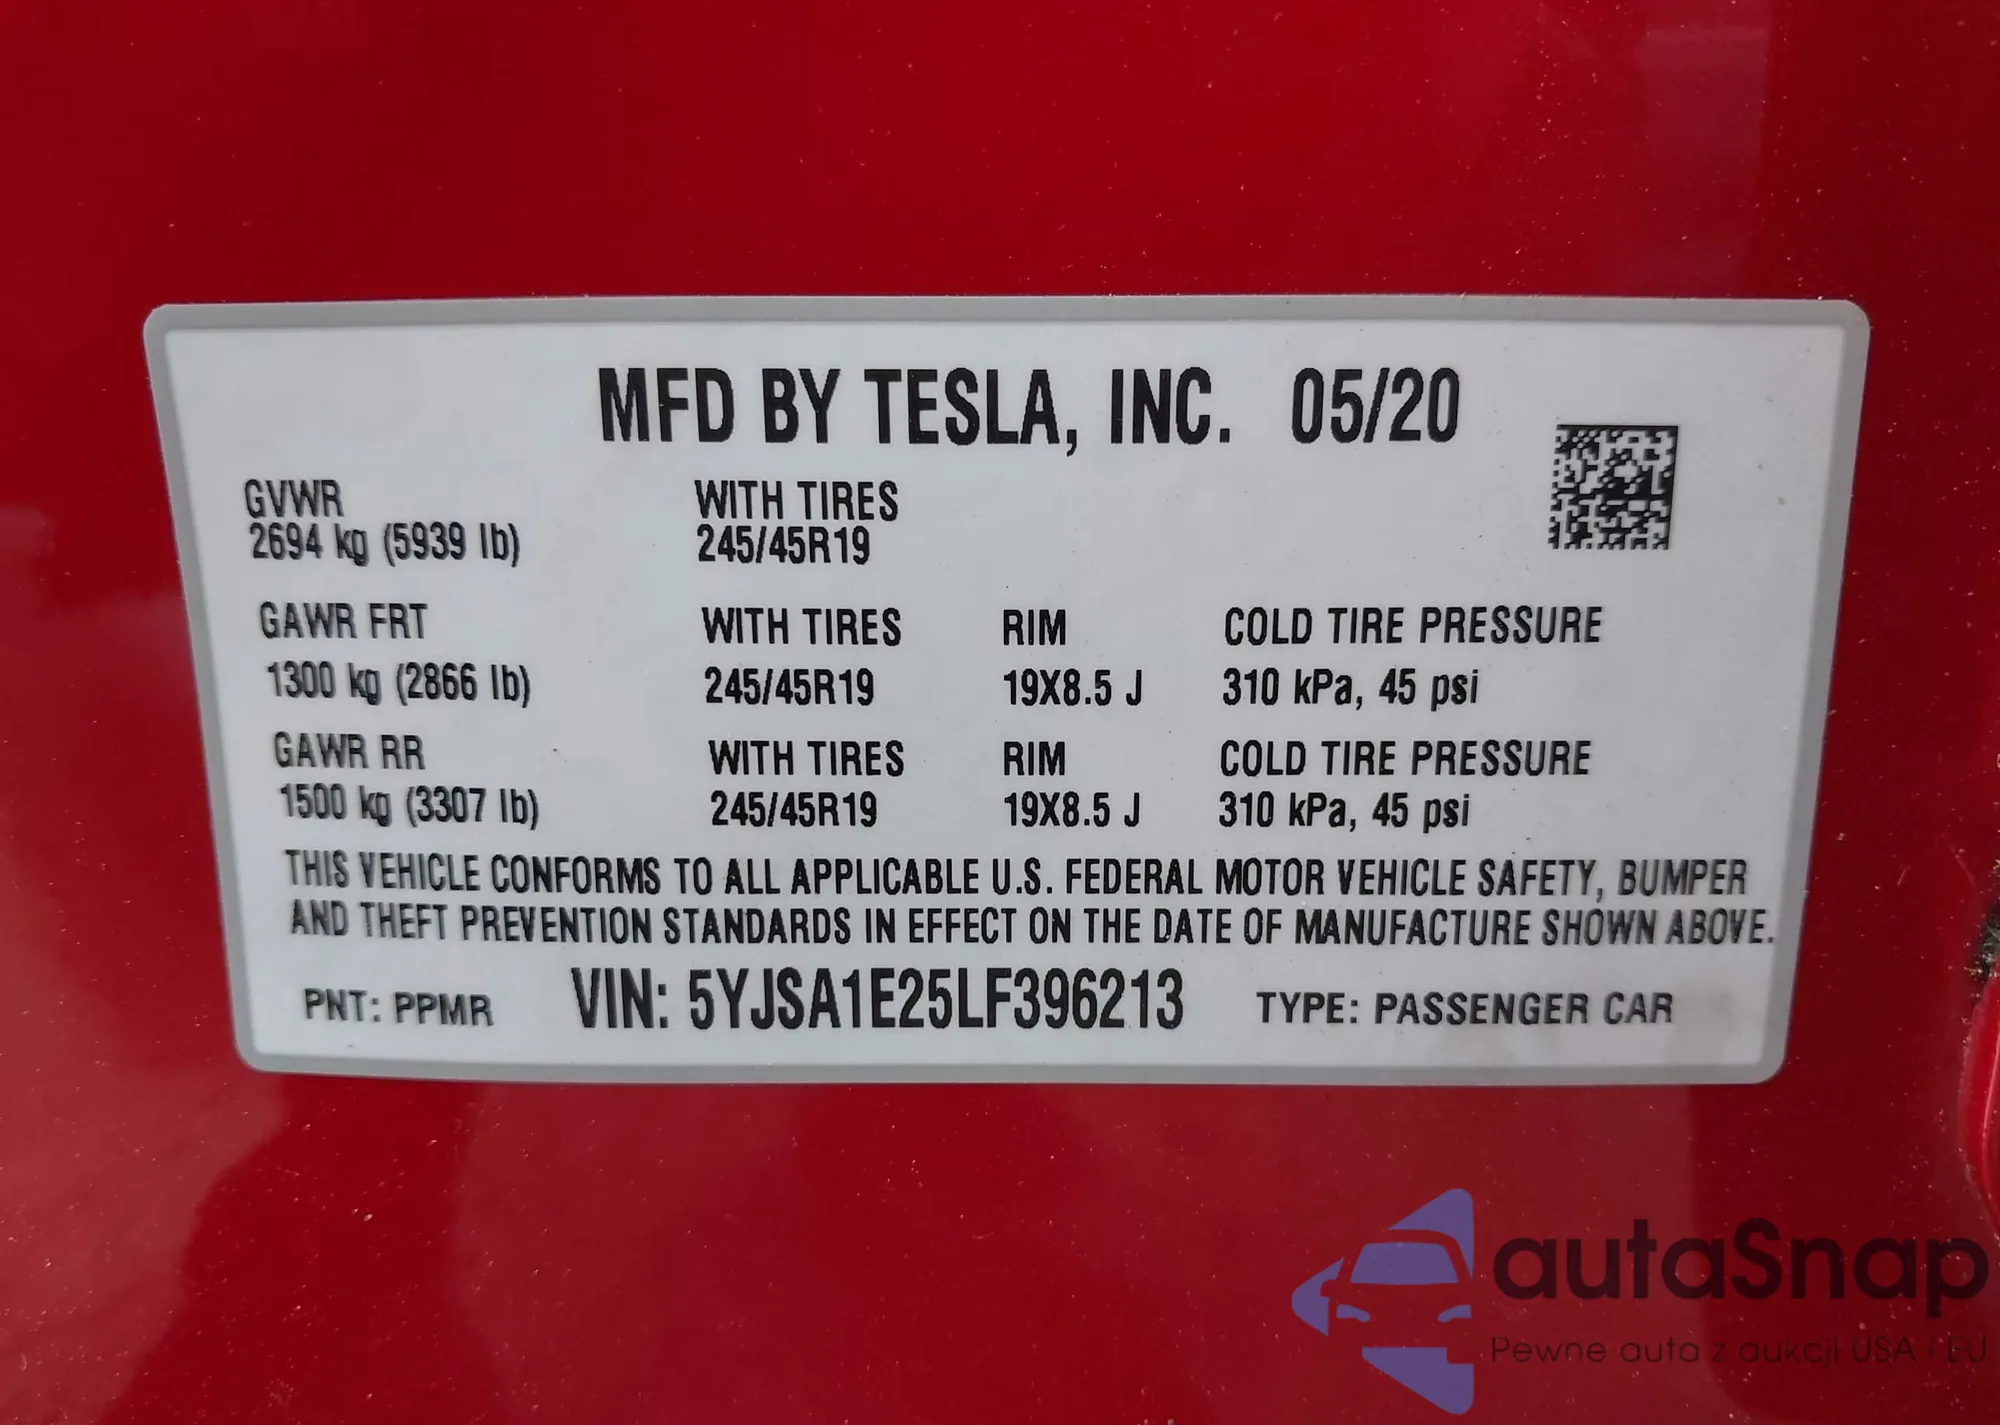 MFD BY TESLA, INC. 05/20
GVWR WITH TIRES
2694 kg (5939 lb) 245/45R19
GAWR FRT WITH TIRES RIM COLD TIRE PRESSURE
1300 kg (2866 lb) 245/45R19 19X8.5 J 310 kPa, 45 psi
GAWR RR WITH TIRES RIM COLD TIRE PRESSURE
1500 kg (3307 lb) 245/45R19 19X8.5 J 310 kPa, 45 psi
THIS VEHICLE CONFORMS TO ALL APPLICABLE U.S. FEDERAL MOTOR VEHICLE SAFETY, BUMPER
AND THEFT PREVENTION STANDARDS IN EFFECT ON THE DATE OF MANUFACTURE SHOWN ABOVE.
PNT: PPMR VIN: 5YJSA1E25LF396213 TYPE: PASSENGER CAR
autaSnap
Pewne auta z aukcji USA i EU